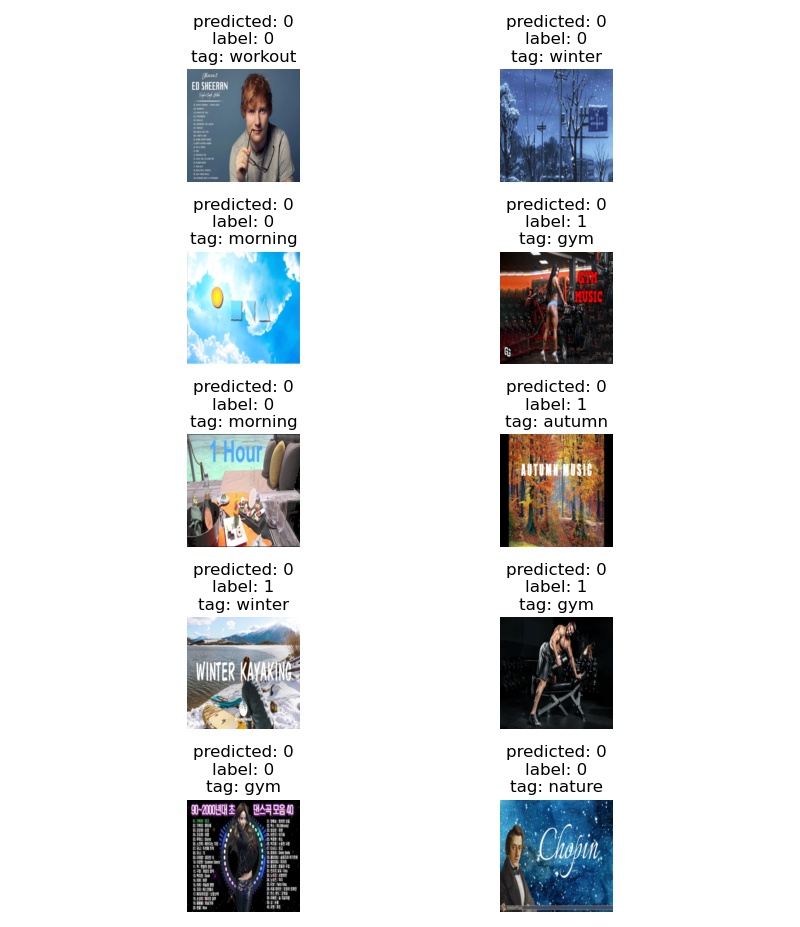 predicted: 0
label: 0
tag: workout
ED SHEERAN
predicted: 0
label: 0
tag: winter
predicted: 0
label: 0
tag: morning
predicted: 0
label: 1
tag: gym
GYM
MUSIC
predicted: 0
label: 0
tag: morning
1 Hour
predicted: 0
label: 1
tag: autumn
AUTUMN MUSIC
predicted: 0
label: 1
tag: winter
WINTER KAYAKING
predicted: 0
label: 1
tag: gym
predicted: 0
label: 0
tag: gym
90~2000년대 초 댄스곡 모음 40
predicted: 0
label: 0
tag: nature
Chopin